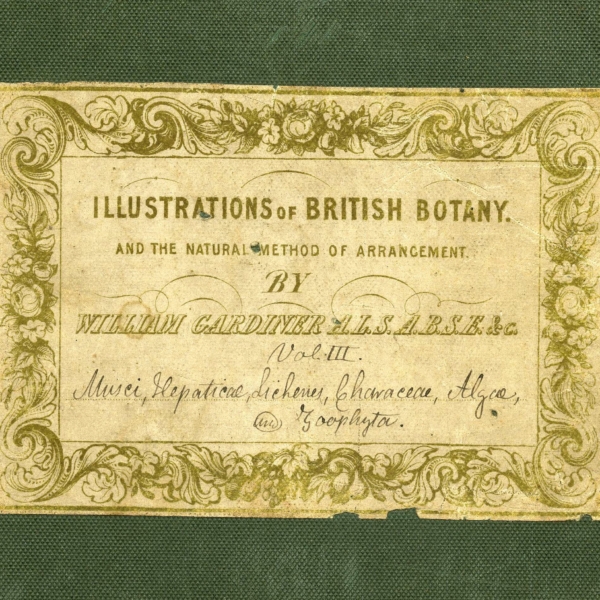 ILLUSTRATIONS OF BRITISH BOTANY.
AND THE NATURAL METHOD OF ARRANGEMENT.
BY
WILLIAM GARDINER A.L.S. A.B.S.E. &c.
Vol. III.
Musci, Hepaticae, Lichenes, Characeae, Algae,
and Zoophyta.